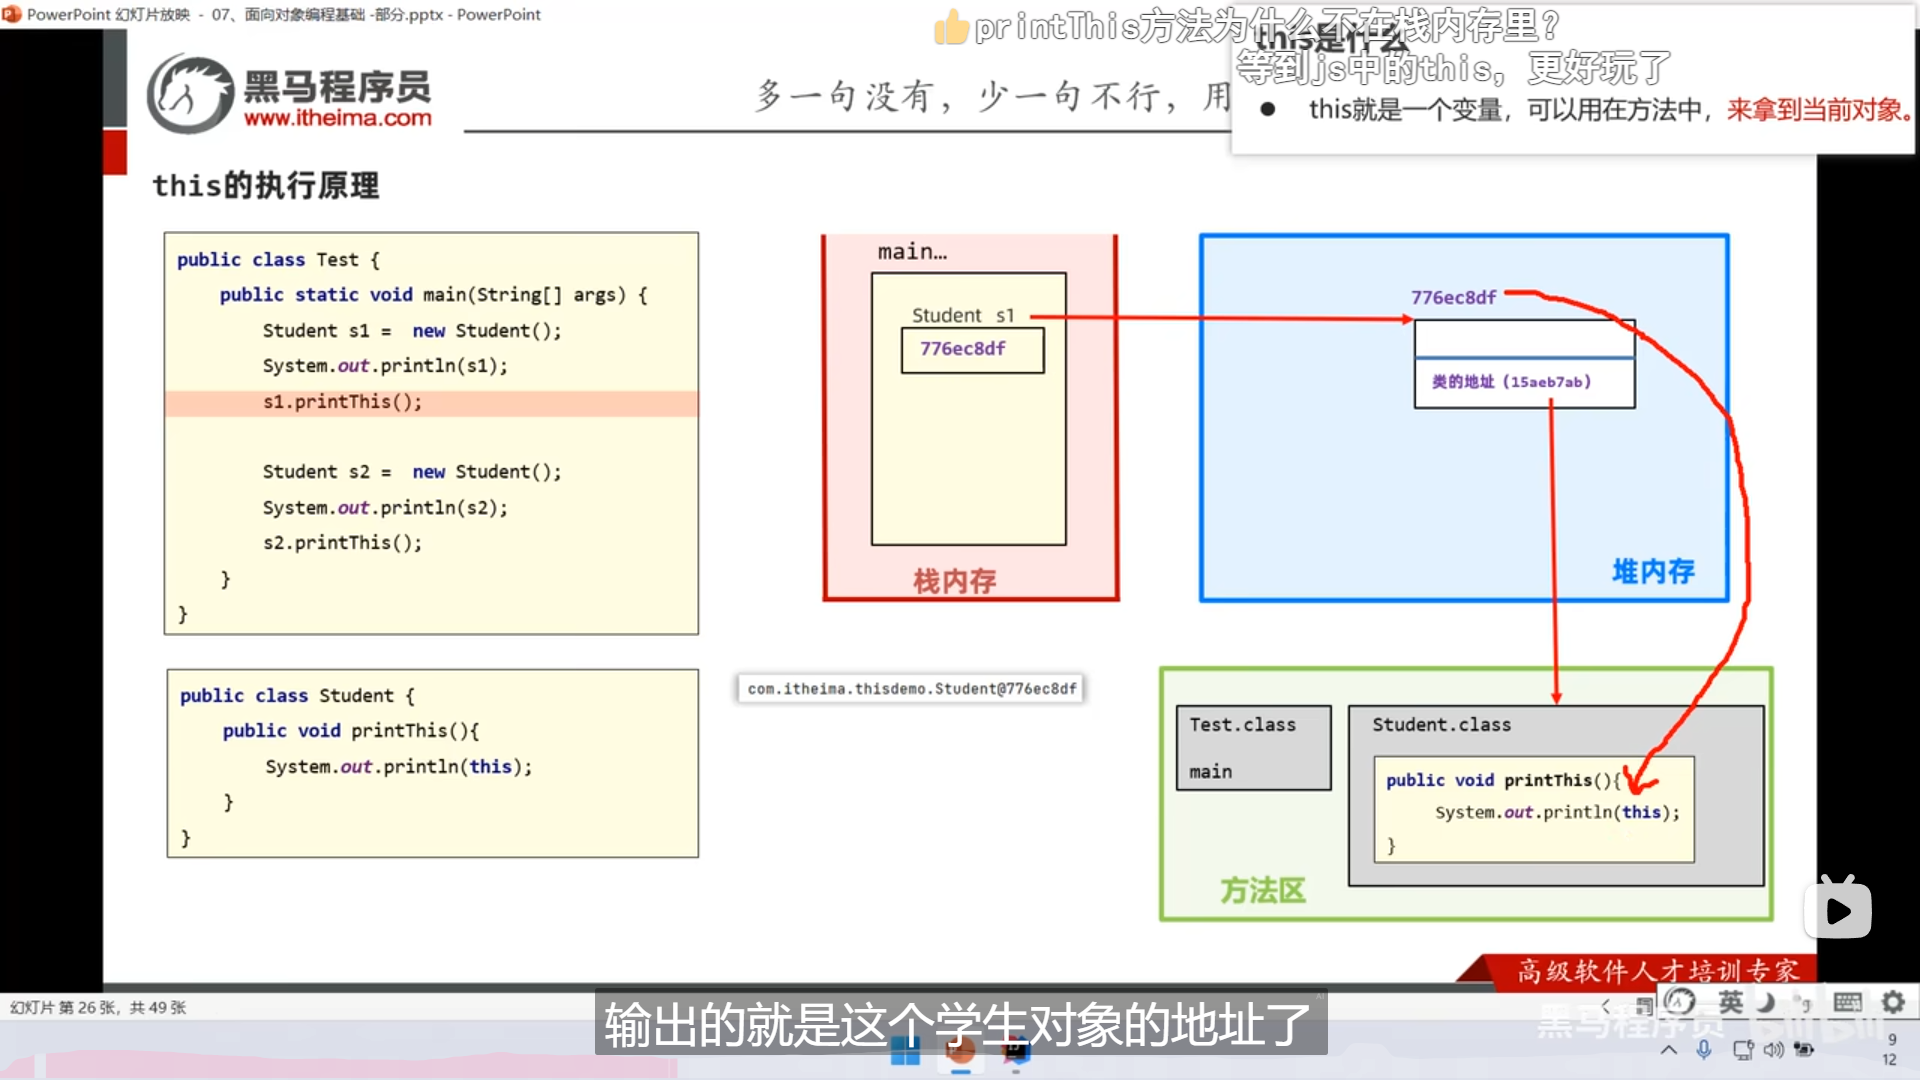 PowerPoint 幻灯片放映 - 07、面向对象编程基础 -部分.pptx - PowerPoint
printThis方法为什么不在栈内存里?
this是什么
等到js中的this, 更好玩了
● this就是一个变量，可以用在方法中，来拿到当前对象。
黑马程序员
www.itheima.com
多一句没有，少一句不行，用
this的执行原理
public class Test {
public static void main(String[] args) {
Student s1 = new Student();
System.out.println(s1);
s1.printThis();
Student s2 = new Student();
System.out.println(s2);
s2.printThis();
}
}
public class Student {
public void printThis(){
System.out.println(this);
}
}
main…
Student s1
776ec8df
栈内存
776ec8df
类的地址（15aeb7ab）
堆内存
com.itheima.thisdemo.Student@776ec8df
Test.class
main
Student.class
public void printThis(){
System.out.println(this);
}
方法区
高级软件人才培训专家
幻灯片 第 26 张，共 49 张
英
输出的就是这个学生对象的地址了
黑马程序员
bilibili
9
12